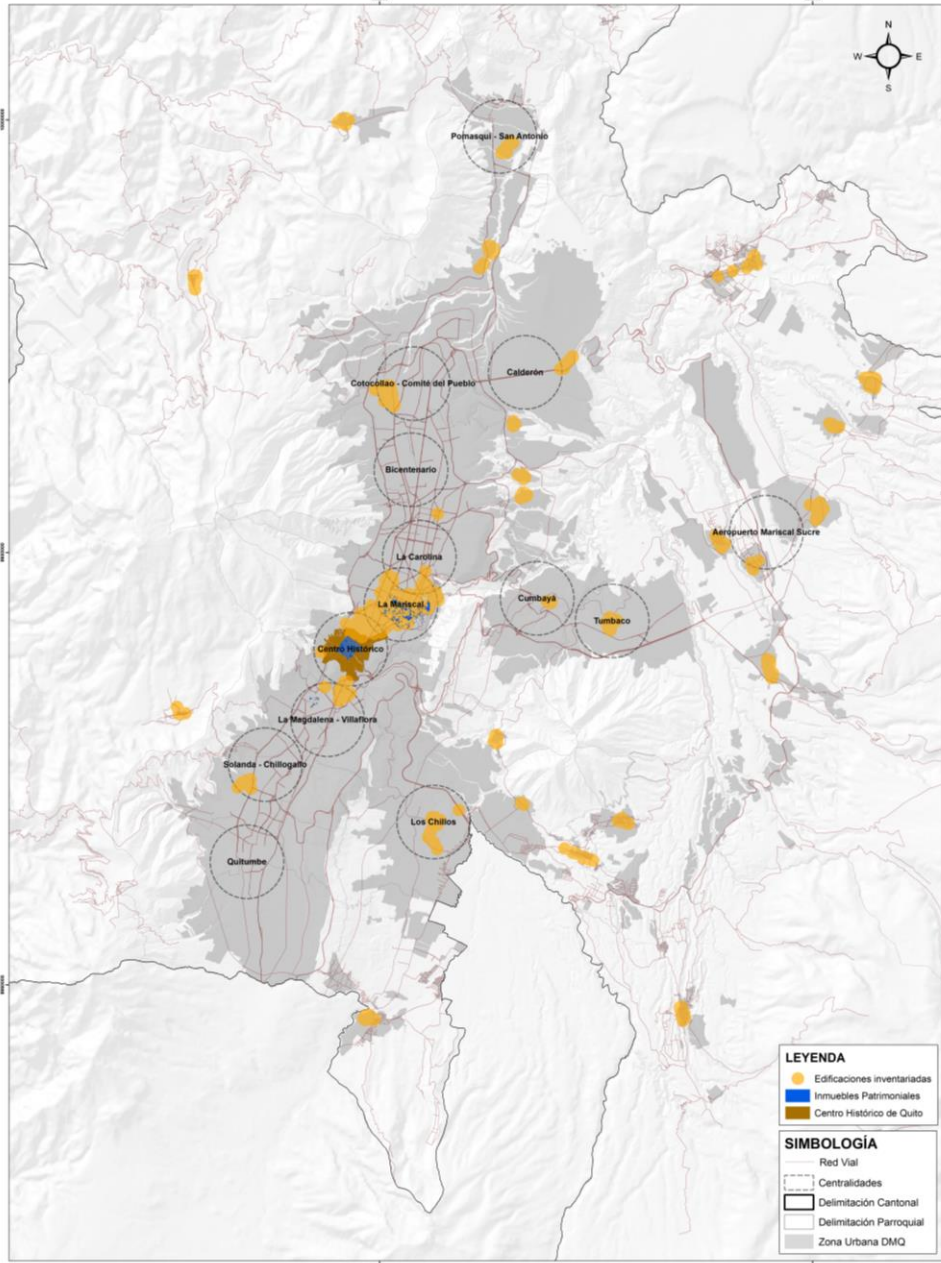 N
W E
S
Pomasqui - San Antonio
Calderón
Cotocollao - Comité del Pueblo
Bicentenario
Aeropuerto Mariscal Sucre
La Carolina
Cumbayá
La Mariscal
Tumbaco
Centro Histórico
La Magdalena - Villaflora
Solanda - Chillogallo
Los Chillos
Quitumbe
LEYENDA
Edificaciones inventariadas
Inmuebles Patrimoniales
Centro Histórico de Quito
SIMBOLOGÍA
Red Vial
Centralidades
Delimitación Cantonal
Delimitación Parroquial
Zona Urbana DMQ